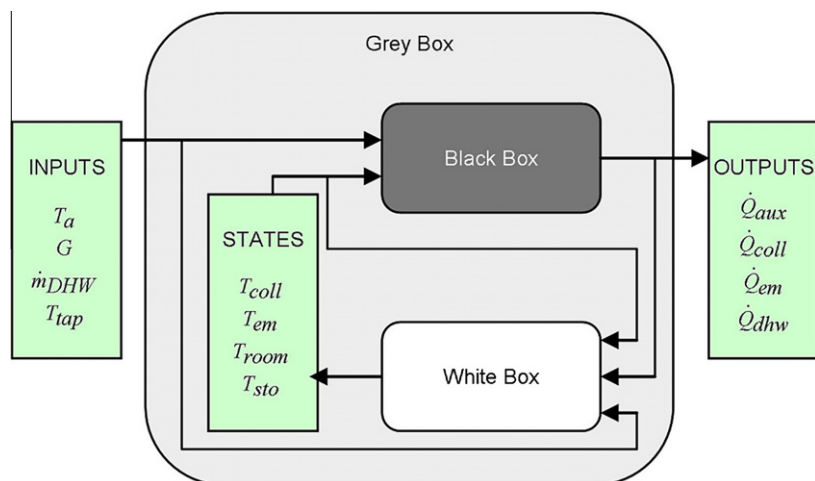 Grey Box
INPUTS
T_a
G
ṁ_DHW
T_tap
Black Box
STATES
T_coll
T_em
T_room
T_sto
White Box
OUTPUTS
Q̇_aux
Q̇_coll
Q̇_em
Q̇_dhw